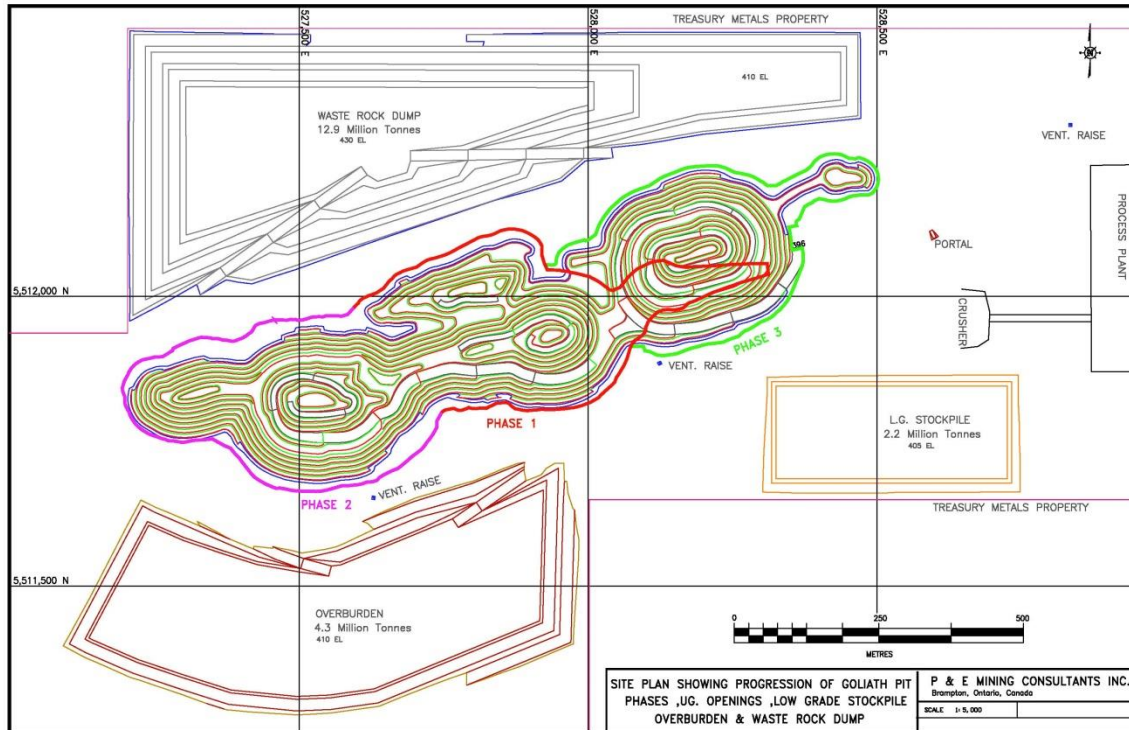 TREASURY METALS PROPERTY
527,500 E
528,000 E
528,500 E
410 EL
WASTE ROCK DUMP
12.9 Million Tonnes
430 EL
VENT. RAISE
PROCESS PLANT
PORTAL
396
5,512,000 N
CRUSHER
PHASE 3
VENT. RAISE
PHASE 1
L.G. STOCKPILE
2.2 Million Tonnes
405 EL
VENT. RAISE
PHASE 2
TREASURY METALS PROPERTY
5,511,500 N
OVERBURDEN
4.3 Million Tonnes
410 EL
0 250 500
METRES
SITE PLAN SHOWING PROGRESSION OF GOLIATH PIT
PHASES ,UG. OPENINGS ,LOW GRADE STOCKPILE
OVERBURDEN & WASTE ROCK DUMP
P & E MINING CONSULTANTS INC.
Brampton, Ontario, Canada
SCALE 1: 5,000